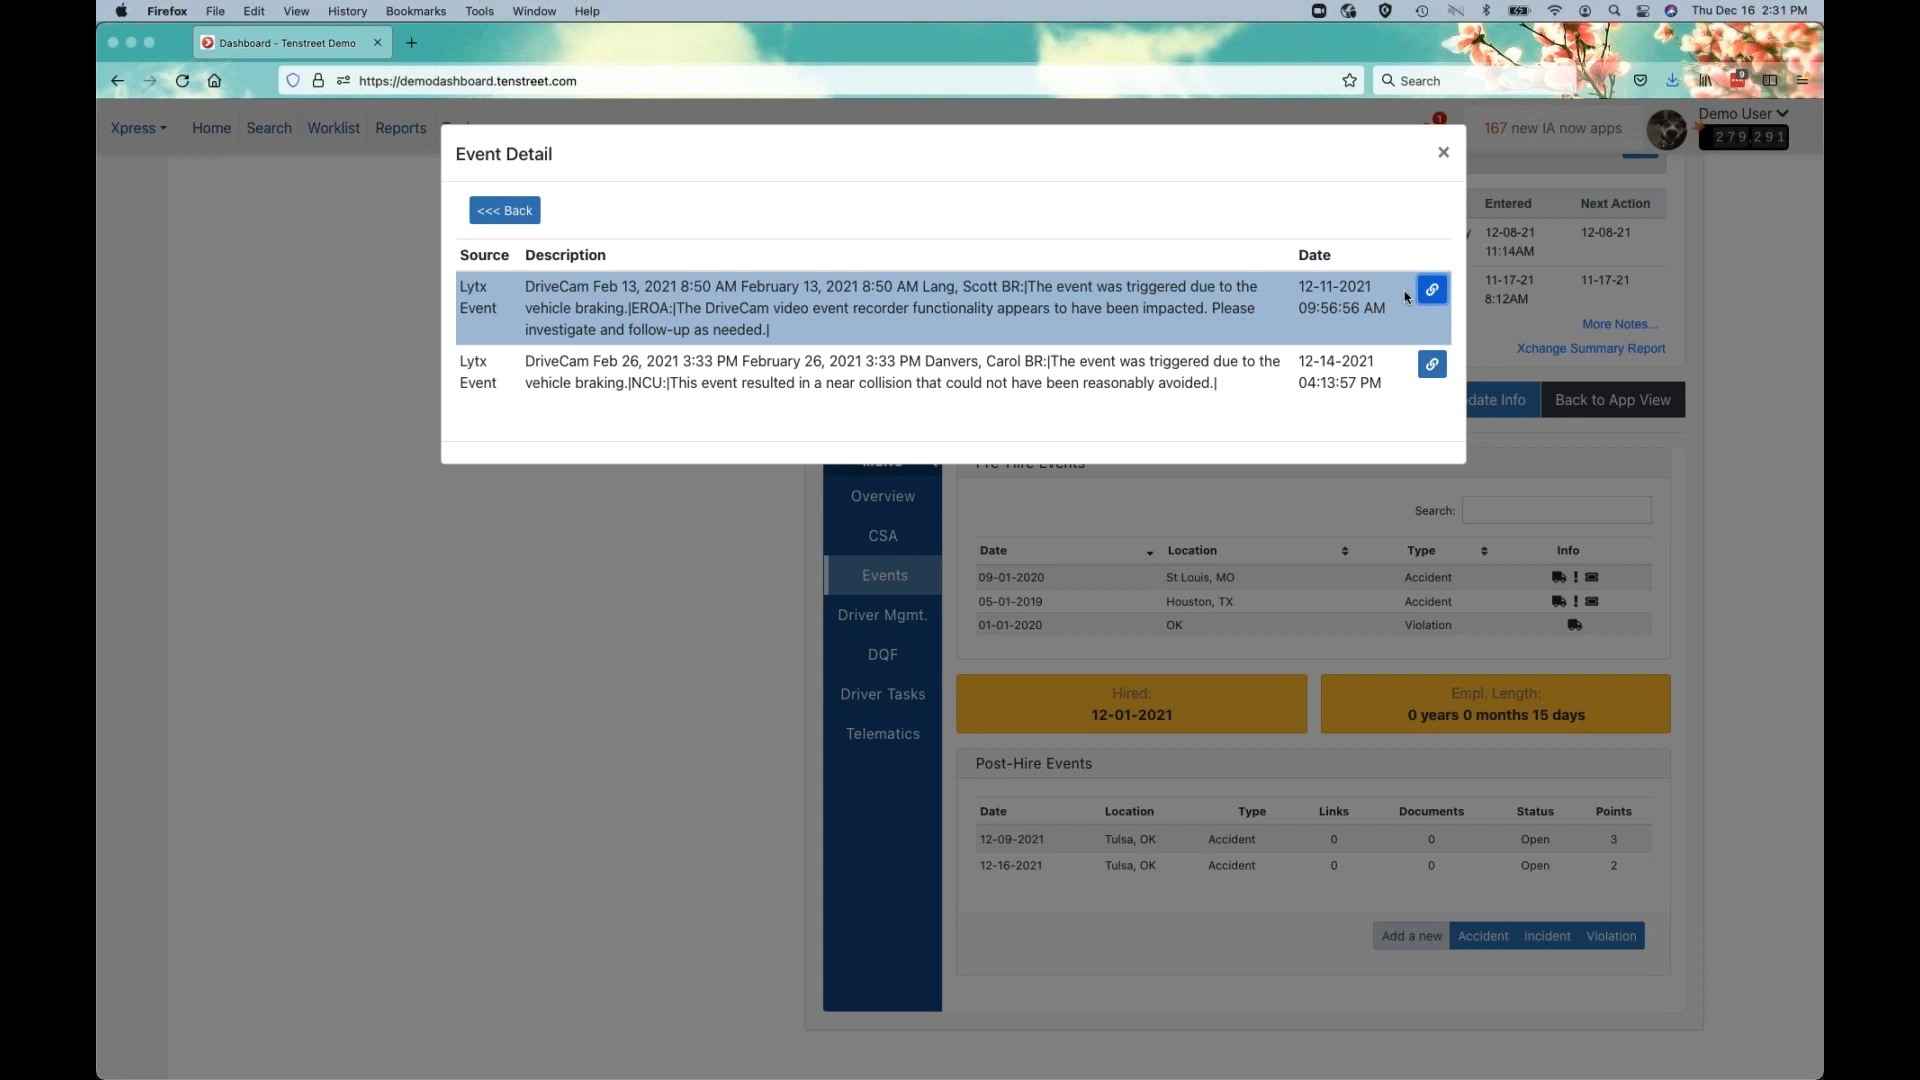 Firefox File Edit View History Bookmarks Tools Window Help
Thu Dec 16 2:31 PM
Dashboard - Tenstreet Demo
https://demodashboard.tenstreet.com
Search
9
Xpress Home Search Worklist Reports
1
167 new IA now apps
Demo User
279,291
Event Detail
<<< Back
Source Description Date
Lytx DriveCam Feb 13, 2021 8:50 AM February 13, 2021 8:50 AM Lang, Scott BR:|The event was triggered due to the 12-11-2021
Event vehicle braking.|EROA:|The DriveCam video event recorder functionality appears to have been impacted. Please 09:56:56 AM
investigate and follow-up as needed.|
Lytx DriveCam Feb 26, 2021 3:33 PM February 26, 2021 3:33 PM Danvers, Carol BR:|The event was triggered due to the 12-14-2021
Event vehicle braking.|NCU:|This event resulted in a near collision that could not have been reasonably avoided.| 04:13:57 PM
Entered Next Action
12-08-21 12-08-21
11:14AM
11-17-21 11-17-21
8:12AM
More Notes...
Xchange Summary Report
date Info Back to App View
Pre-Hire Events
Overview
CSA
Events
Driver Mgmt.
DQF
Driver Tasks
Telematics
Search:
Date Location Type Info
09-01-2020 St Louis, MO Accident
05-01-2019 Houston, TX Accident
01-01-2020 OK Violation
Hired:
12-01-2021
Empl. Length:
0 years 0 months 15 days
Post-Hire Events
Date Location Type Links Documents Status Points
12-09-2021 Tulsa, OK Accident 0 0 Open 3
12-16-2021 Tulsa, OK Accident 0 0 Open 2
Add a new Accident Incident Violation